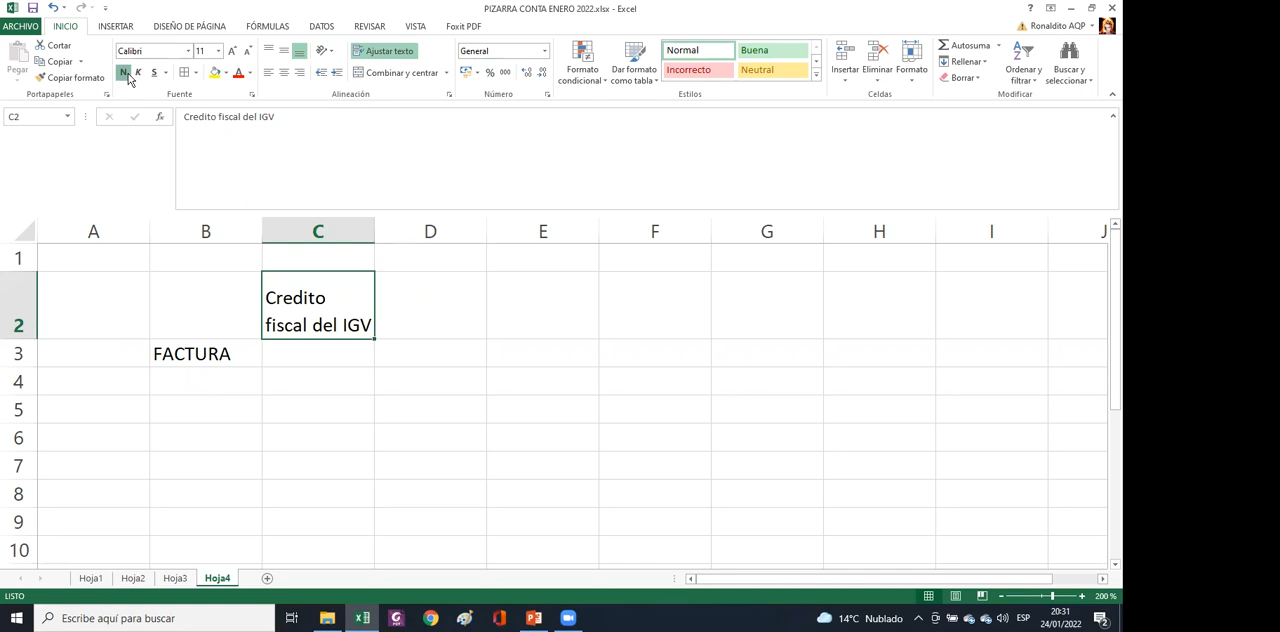 PIZARRA CONTA ENERO 2022.xlsx - Excel
ARCHIVO INICIO INSERTAR DISEÑO DE PÁGINA FÓRMULAS DATOS REVISAR VISTA Foxit PDF
Ronaldito AQP
Pegar
Cortar
Copiar
Copiar formato
Portapapeles
Calibri 11
N K S
Fuente
Ajustar texto
Combinar y centrar
Alineación
General
% 000
Número
Formato condicional
Dar formato como tabla
Normal Buena
Incorrecto Neutral
Estilos
Insertar Eliminar Formato
Celdas
Autosuma
Rellenar
Borrar
Ordenar y filtrar
Buscar y seleccionar
Modificar
C2
fx
Credito fiscal del IGV
A B C D E F G H I J
1
2
Credito
fiscal del IGV
3 FACTURA
4
5
6
7
8
9
10
Hoja1 Hoja2 Hoja3 Hoja4
LISTO
200 %
Escribe aquí para buscar
14°C Nublado
ESP
20:31
24/01/2022
2